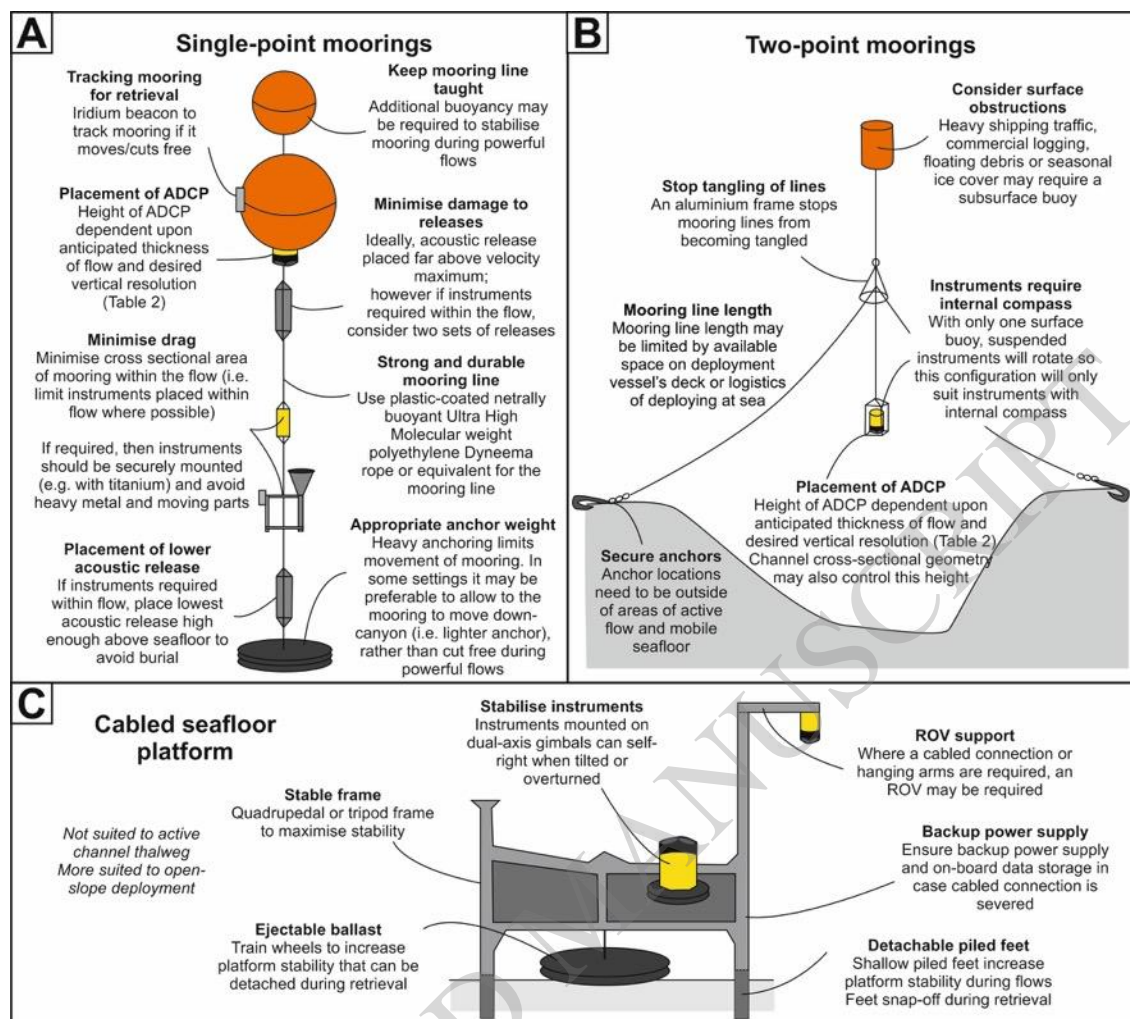 A
Single-point moorings
Tracking mooring
for retrieval
Iridium beacon to
track mooring if it
moves/cuts free
Keep mooring line
taught
Additional buoyancy may
be required to stabilise
mooring during powerful
flows
Placement of ADCP
Height of ADCP
dependent upon
anticipated thickness
of flow and desired
vertical resolution
(Table 2)
Minimise damage to
releases
Ideally, acoustic release
placed far above velocity
maximum;
however if instruments
required within the flow,
consider two sets of releases
Minimise drag
Minimise cross sectional area
of mooring within the flow (i.e.
limit instruments placed within
flow where possible)
Strong and durable
mooring line
Use plastic-coated netrally
buoyant Ultra High
Molecular weight
polyethylene Dyneema
rope or equivalent for the
mooring line
If required, then instruments
should be securely mounted
(e.g. with titanium) and avoid
heavy metal and moving parts
Placement of lower
acoustic release
If instruments required
within flow, place lowest
acoustic release high
enough above seafloor to
avoid burial
Appropriate anchor weight
Heavy anchoring limits
movement of mooring. In
some settings it may be
preferable to allow to the
mooring to move down-
canyon (i.e. lighter anchor),
rather than cut free during
powerful flows
B
Two-point moorings
Consider surface
obstructions
Heavy shipping traffic,
commercial logging,
floating debris or seasonal
ice cover may require a
subsurface buoy
Stop tangling of lines
An aluminium frame stops
mooring lines from
becoming tangled
Mooring line length
Mooring line length may
be limited by available
space on deployment
vessel's deck or logistics
of deploying at sea
Instruments require
internal compass
With only one surface
buoy, suspended
instruments will rotate so
this configuration will only
suit instruments with
internal compass
Placement of ADCP
Height of ADCP dependent upon
anticipated thickness of flow and
desired vertical resolution (Table 2)
Channel cross-sectional geometry
may also control this height
Secure anchors
Anchor locations
need to be outside
of areas of active
flow and mobile
seafloor
C
Cabled seafloor
platform
Not suited to active
channel thalweg
More suited to open-
slope deployment
Stabilise instruments
Instruments mounted on
dual-axis gimbals can self-
right when tilted or
overturned
Stable frame
Quadrupedal or tripod frame
to maximise stability
Ejectable ballast
Train wheels to increase
platform stability that can be
detached during retrieval
ROV support
Where a cabled connection or
hanging arms are required, an
ROV may be required
Backup power supply
Ensure backup power supply
and on-board data storage in
case cabled connection is
severed
Detachable piled feet
Shallow piled feet increase
platform stability during flows
Feet snap-off during retrieval
D MANUSCRIPT